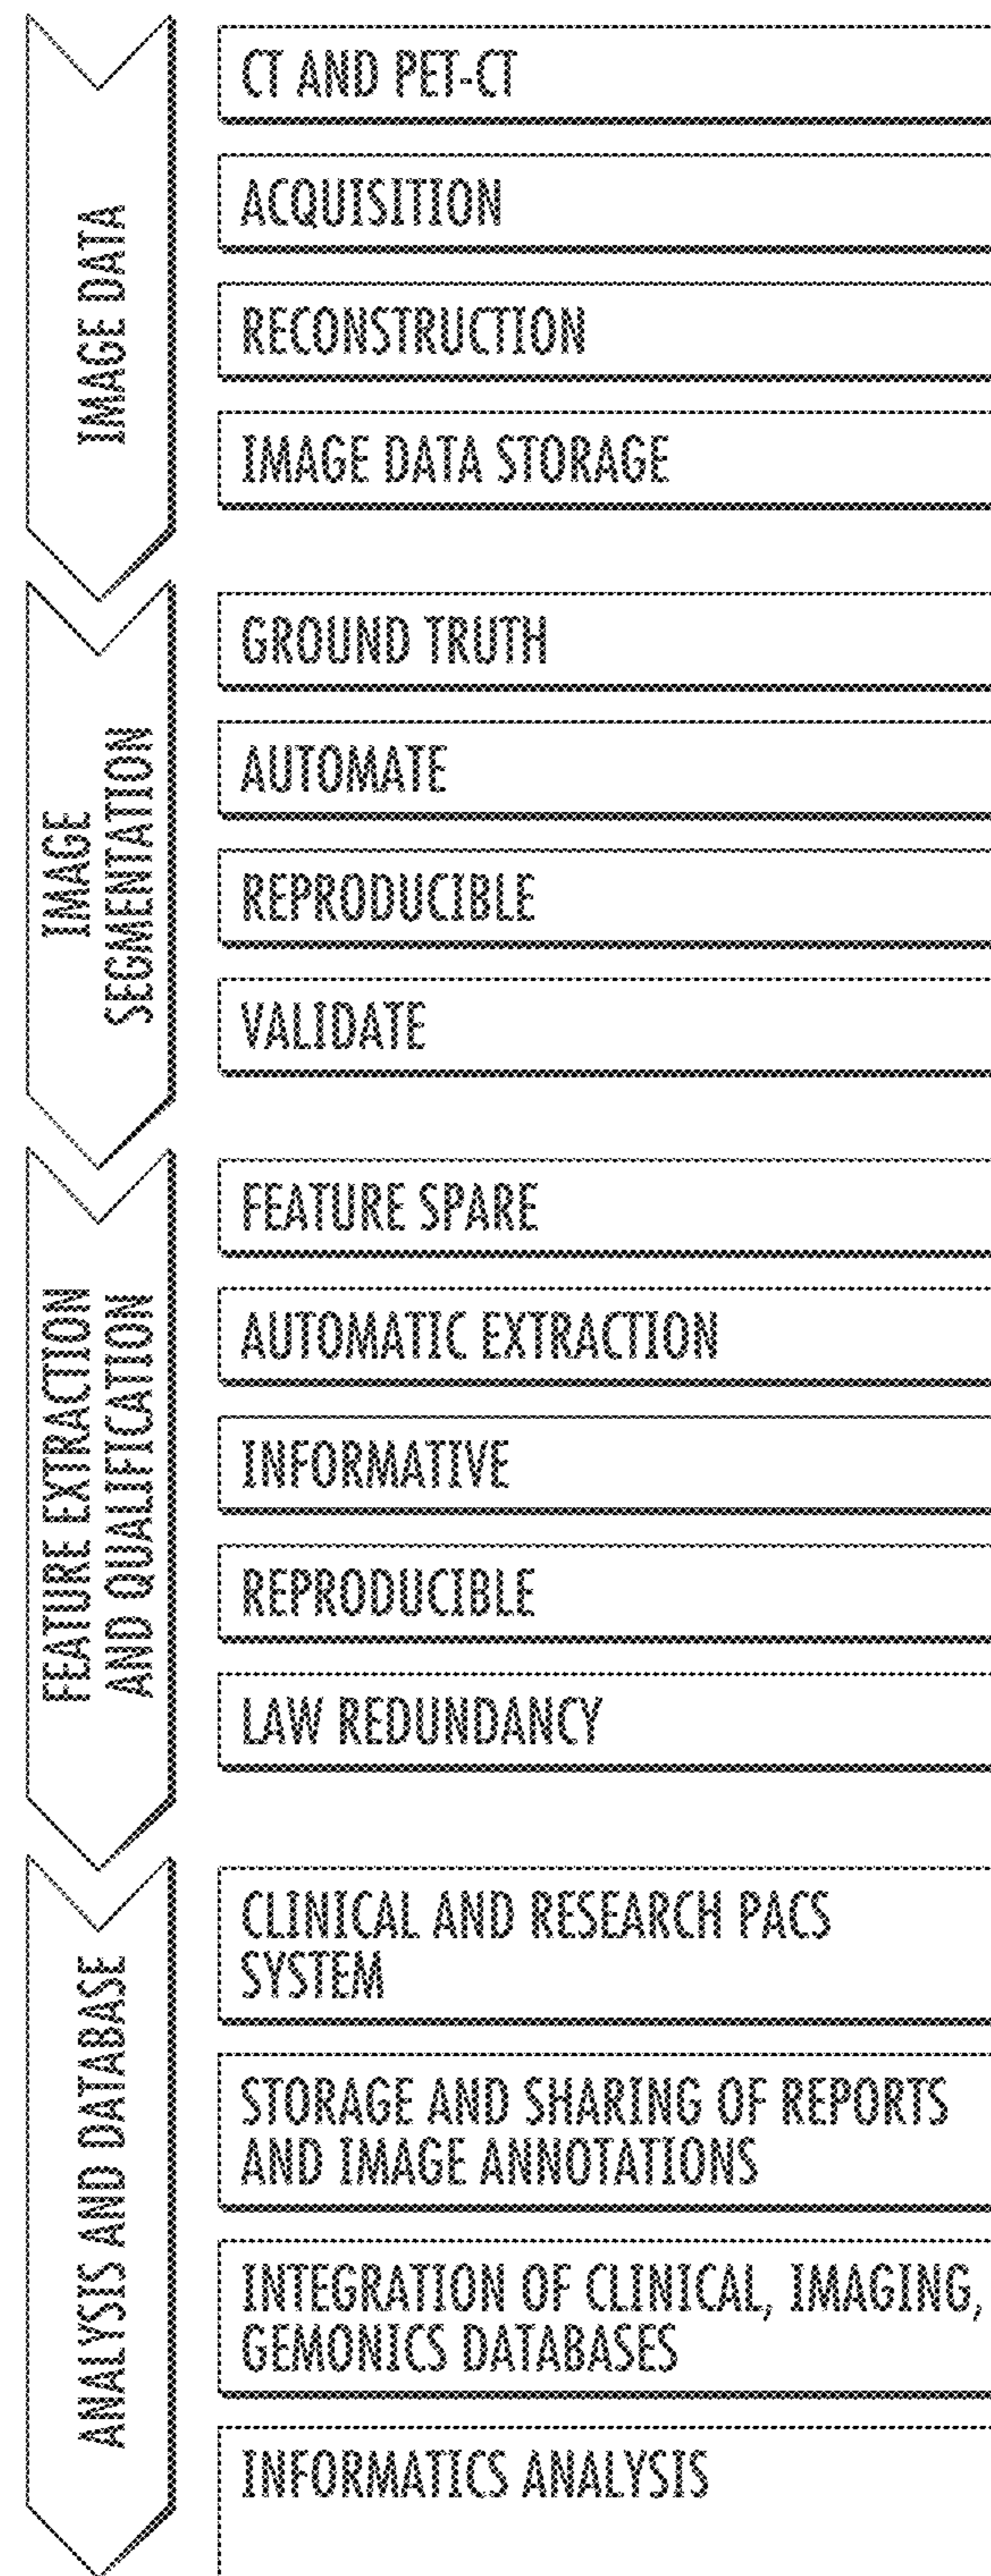 IMAGE DATA
CT AND PET-CT
ACQUISITION
RECONSTRUCTION
IMAGE DATA STORAGE
IMAGE
SEGMENTATION
GROUND TRUTH
AUTOMATE
REPRODUCIBLE
VALIDATE
FEATURE EXTRACTION
AND QUALIFICATION
FEATURE SPARE
AUTOMATIC EXTRACTION
INFORMATIVE
REPRODUCIBLE
LAW REDUNDANCY
ANALYSIS AND DATABASE
CLINICAL AND RESEARCH PACS
SYSTEM
STORAGE AND SHARING OF REPORTS
AND IMAGE ANNOTATIONS
INTEGRATION OF CLINICAL, IMAGING,
GEMONICS DATABASES
INFORMATICS ANALYSIS